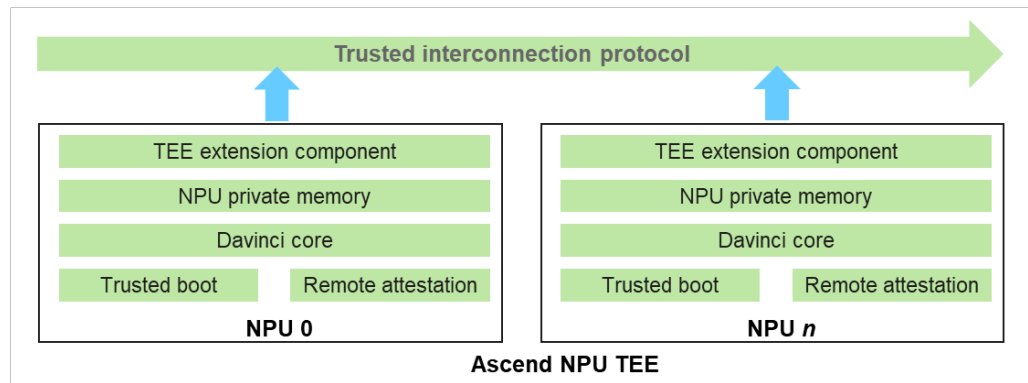 Trusted interconnection protocol
TEE extension component
NPU private memory
Davinci core
Trusted boot
Remote attestation
NPU 0
TEE extension component
NPU private memory
Davinci core
Trusted boot
Remote attestation
NPU n
Ascend NPU TEE